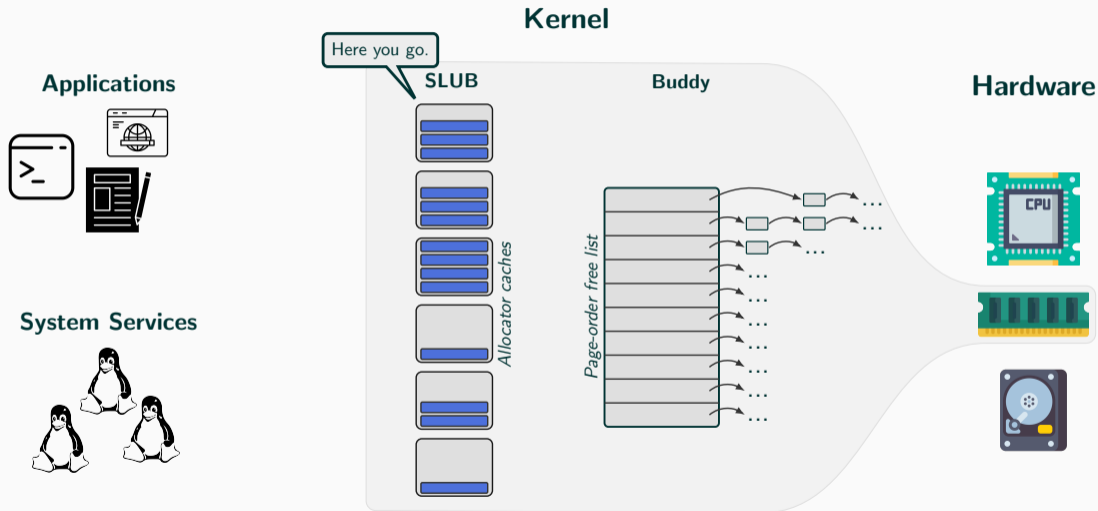 Kernel
Here you go.
Applications
SLUB
Buddy
Hardware
>_
CPU
...
...
...
...
Allocator caches
Page-order free list
...
...
System Services
...
...
...
...
...